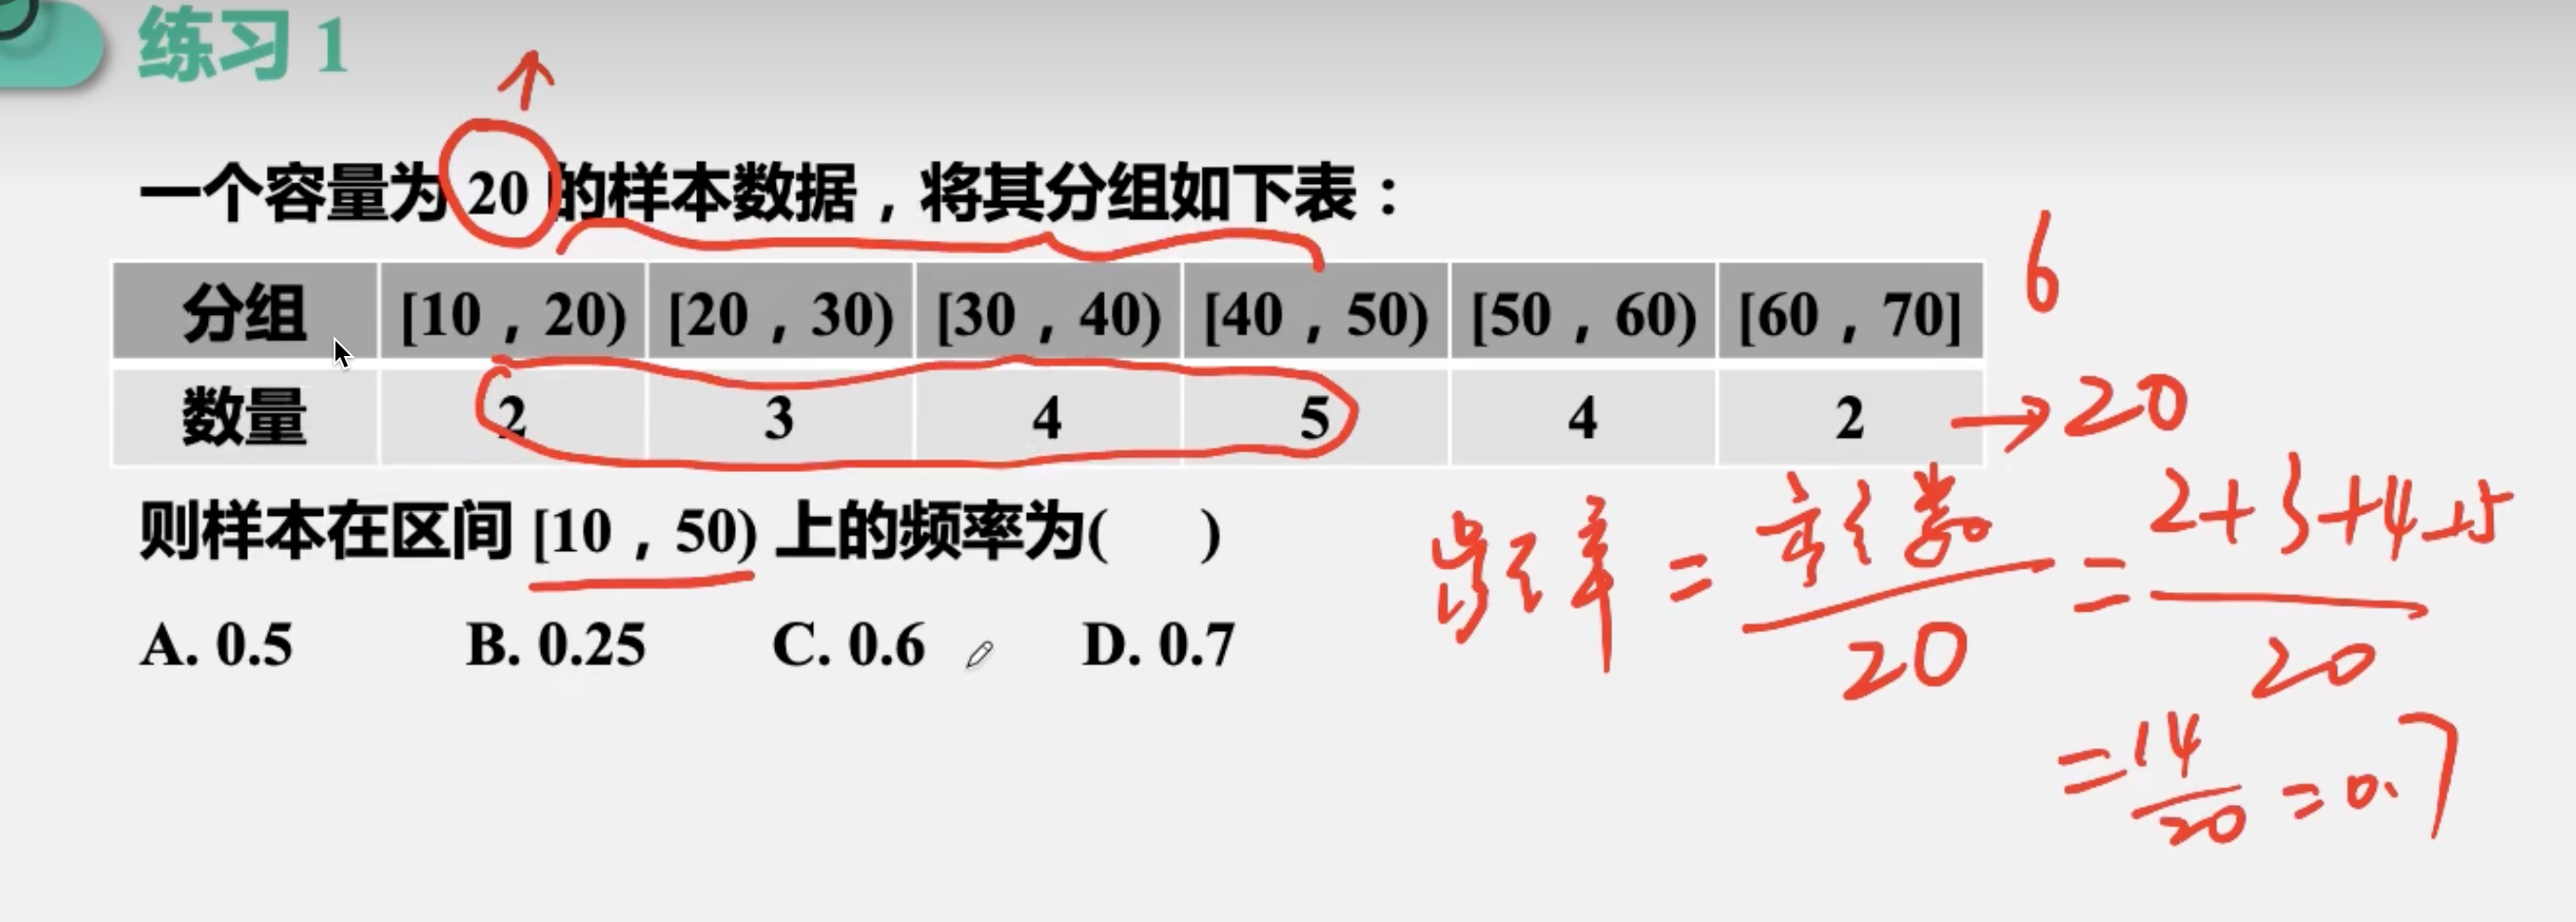 练习 1
一个容量为 20 的样本数据，将其分组如下表：
6
分组 [10，20) [20，30) [30，40) [40，50) [50，60) [60，70]
数量 2 3 4 5 4 2 →20
则样本在区间 [10，50) 上的频率为( )
频率 = 频数/20 = 2+3+4+5/20
A. 0.5 B. 0.25 C. 0.6 D. 0.7
=14/20=0.7